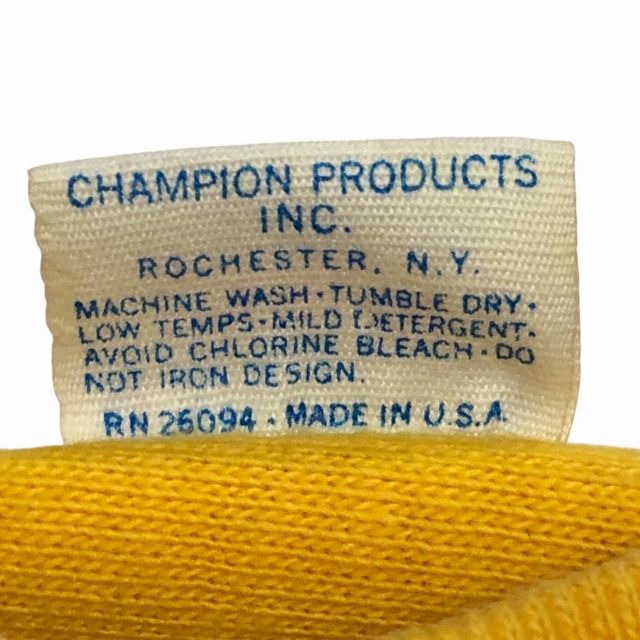 CHAMPION PRODUCTS
INC.
ROCHESTER, N.Y.
MACHINE WASH·TUMBLE DRY·
LOW TEMPS·MILD DETERGENT·
AVOID CHLORINE BLEACH·DO
NOT IRON DESIGN.
RN 26094 · MADE IN U.S.A.